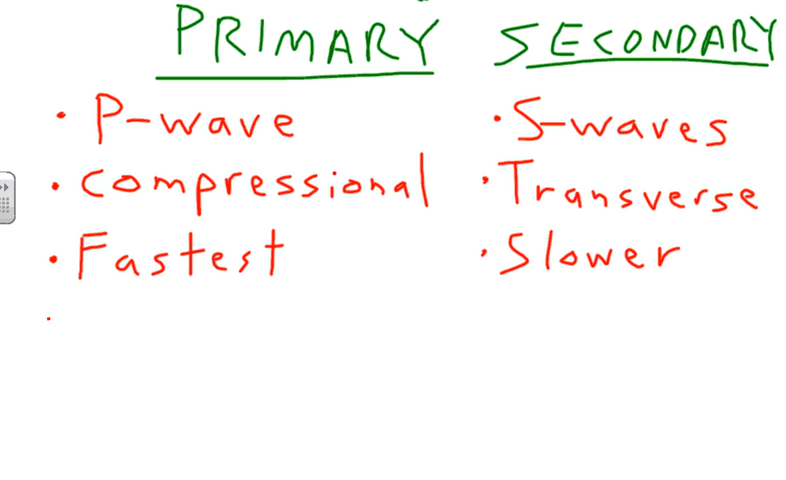 PRIMARY SECONDARY
• P-wave • S-waves
• compressional • Transverse
• Fastest • Slower
•